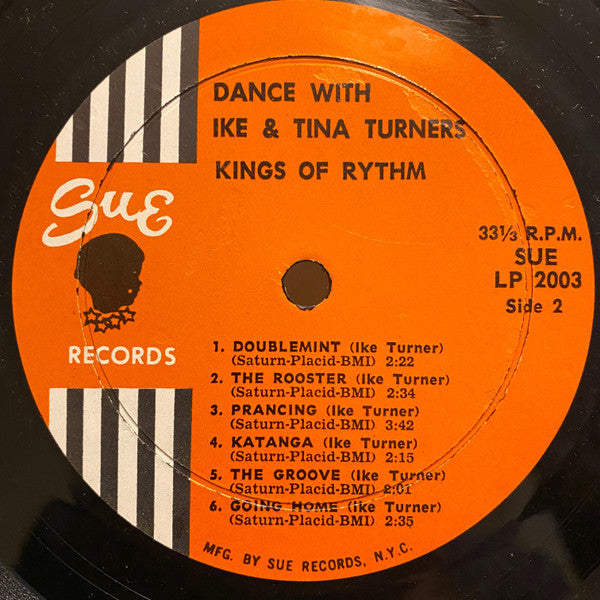 DANCE WITH
IKE & TINA TURNERS
KINGS OF RYTHM
Sue
RECORDS
33⅓ R.P.M.
SUE
LP 2003
Side 2
1. DOUBLEMINT (Ike Turner)
(Saturn-Placid-BMI) 2:22
2. THE ROOSTER (Ike Turner)
(Saturn-Placid-BMI) 2:34
3. PRANCING (Ike Turner)
(Saturn-Placid-BMI) 3:42
4. KATANGA (Ike Turner)
(Saturn-Placid-BMI) 2:15
5. THE GROOVE (Ike Turner)
(Saturn-Placid-BMI) 2:01
6. GOING HOME (Ike Turner)
(Saturn-Placid-BMI) 2:35
MFG. BY SUE RECORDS, N.Y.C.